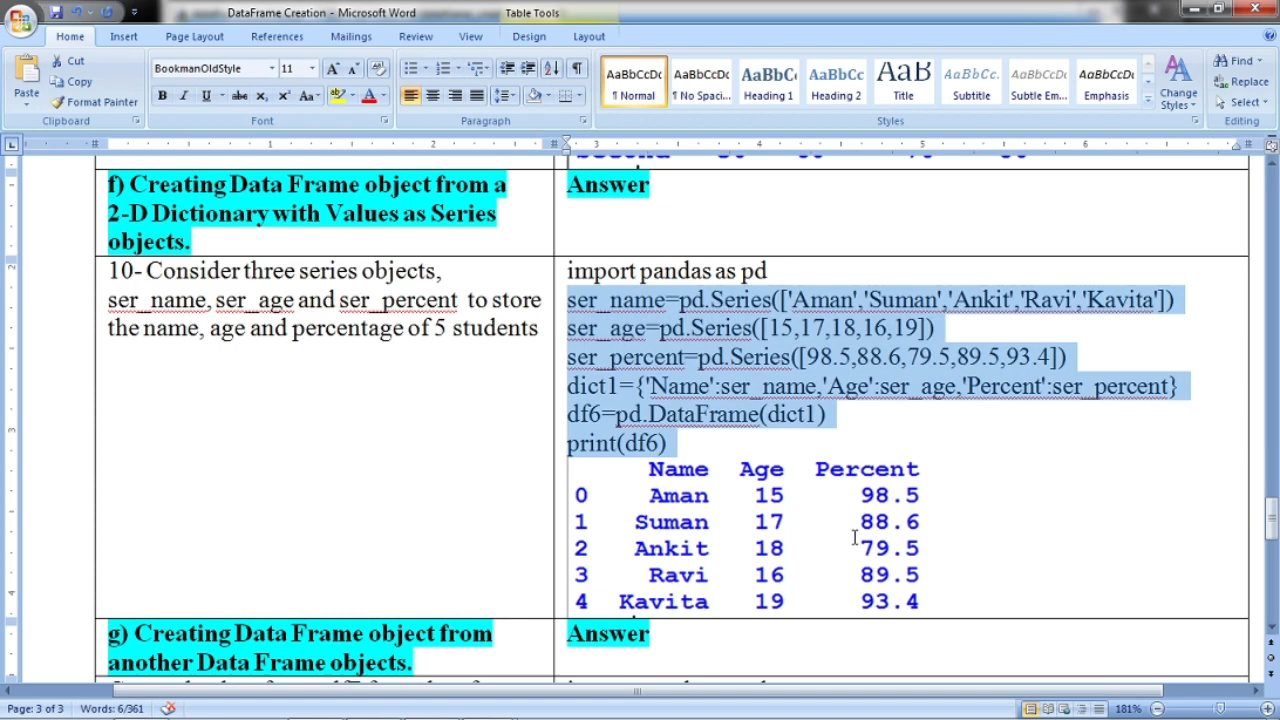 DataFrame Creation - Microsoft Word
Table Tools
Home Insert Page Layout References Mailings Review View Design Layout
Paste
Cut
Copy
Format Painter
Clipboard
BookmanOldStyle 11
Font
Paragraph
AaBbCcDc AaBbCcDc AaBbC AaBbCc AaB AaBbCc. AaBbCcDc AaBbCcDc
¶ Normal ¶ No Spaci... Heading 1 Heading 2 Title Subtitle Subtle Em... Emphasis
Change Styles
Styles
Find
Replace
Select
Editing
1 2 3 4 5 6
f) Creating Data Frame object from a
2-D Dictionary with Values as Series
objects.
Answer
10- Consider three series objects,
ser_name, ser_age and ser_percent to store
the name, age and percentage of 5 students
import pandas as pd
ser_name=pd.Series(['Aman','Suman','Ankit','Ravi','Kavita'])
ser_age=pd.Series([15,17,18,16,19])
ser_percent=pd.Series([98.5,88.6,79.5,89.5,93.4])
dict1={'Name':ser_name,'Age':ser_age,'Percent':ser_percent}
df6=pd.DataFrame(dict1)
print(df6)
Name Age Percent
0 Aman 15 98.5
1 Suman 17 88.6
2 Ankit 18 79.5
3 Ravi 16 89.5
4 Kavita 19 93.4
g) Creating Data Frame object from
another Data Frame objects.
Answer
Page: 3 of 3 Words: 6/361 181%